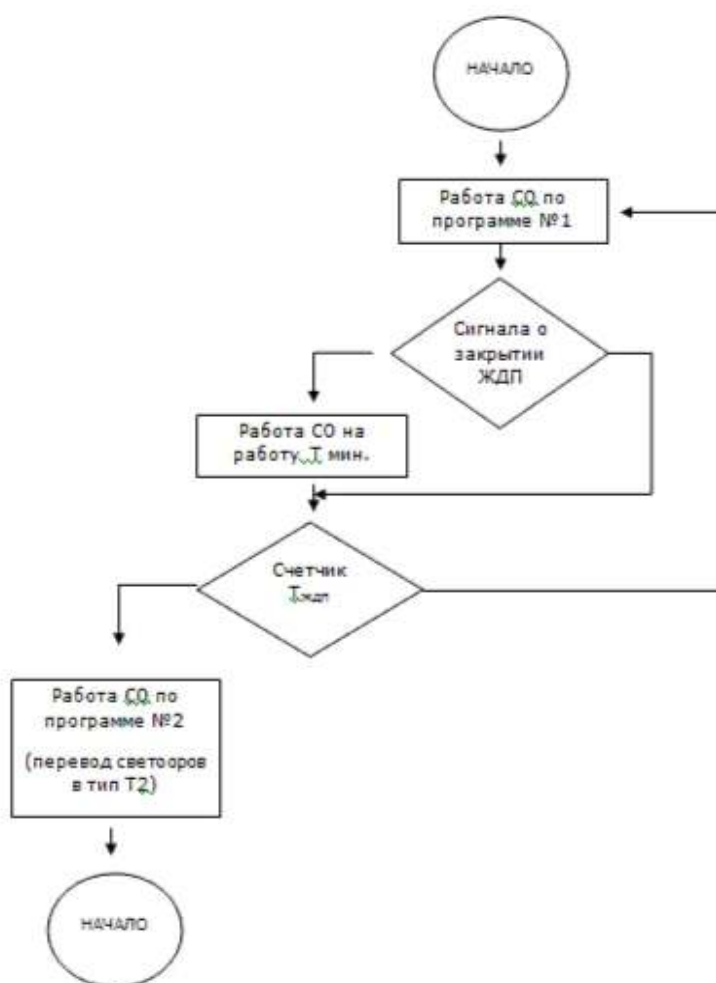 НАЧАЛО
Работа СО по
программе №1
Сигнала о
закрытии
ЖДП
Работа СО на
работу Т мин.
Счетчик
Тждп
Работа СО по
программе №2
(перевод светооров
в тип Т2)
НАЧАЛО